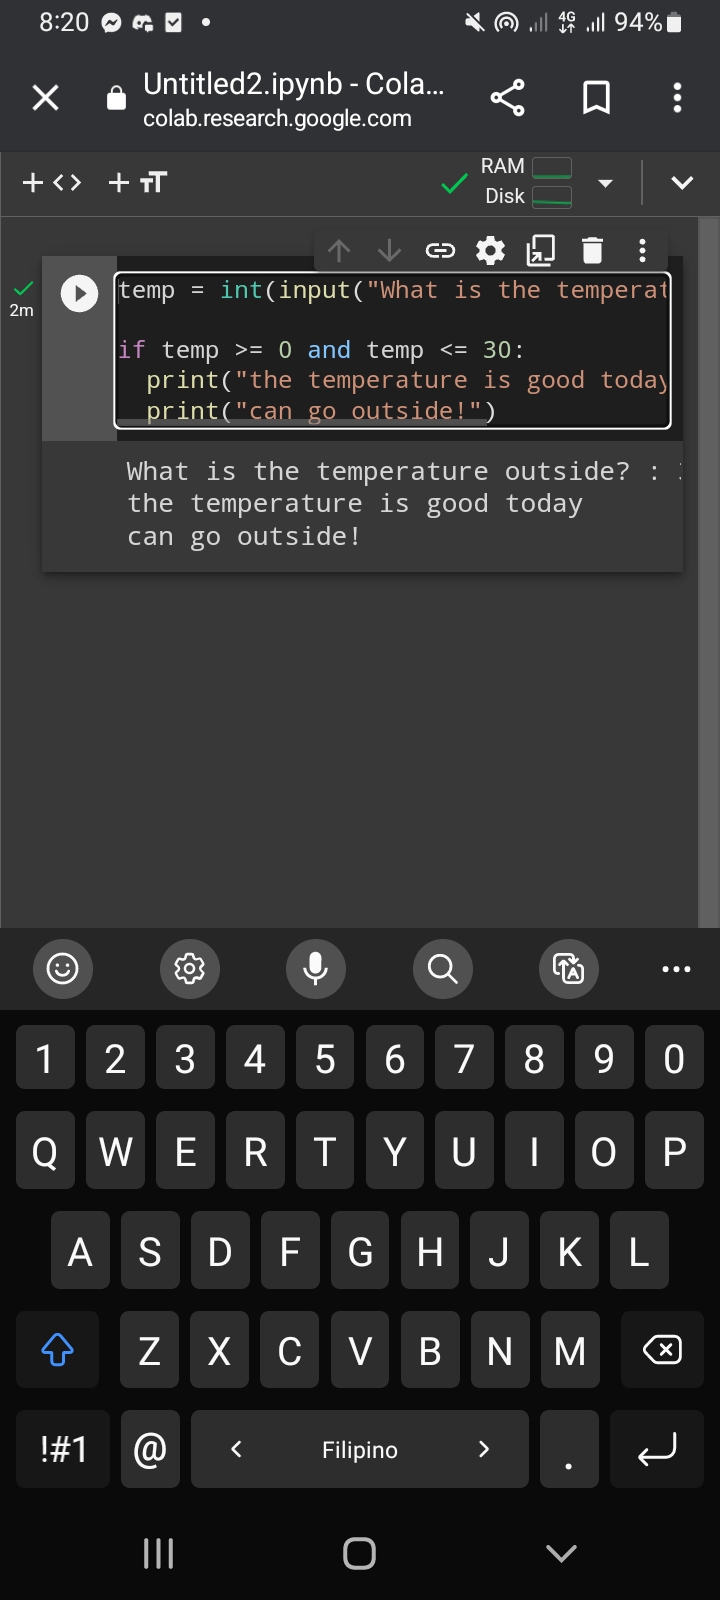 8:20
4G 94%
Untitled2.ipynb - Cola...
colab.research.google.com
RAM
Disk
2m
temp = int(input("What is the temperat
if temp >= 0 and temp <= 30:
print("the temperature is good today
print("can go outside!")
What is the temperature outside? :
the temperature is good today
can go outside!
1 2 3 4 5 6 7 8 9 0
Q W E R T Y U I O P
A S D F G H J K L
Z X C V B N M
!#1 @ < Filipino > .